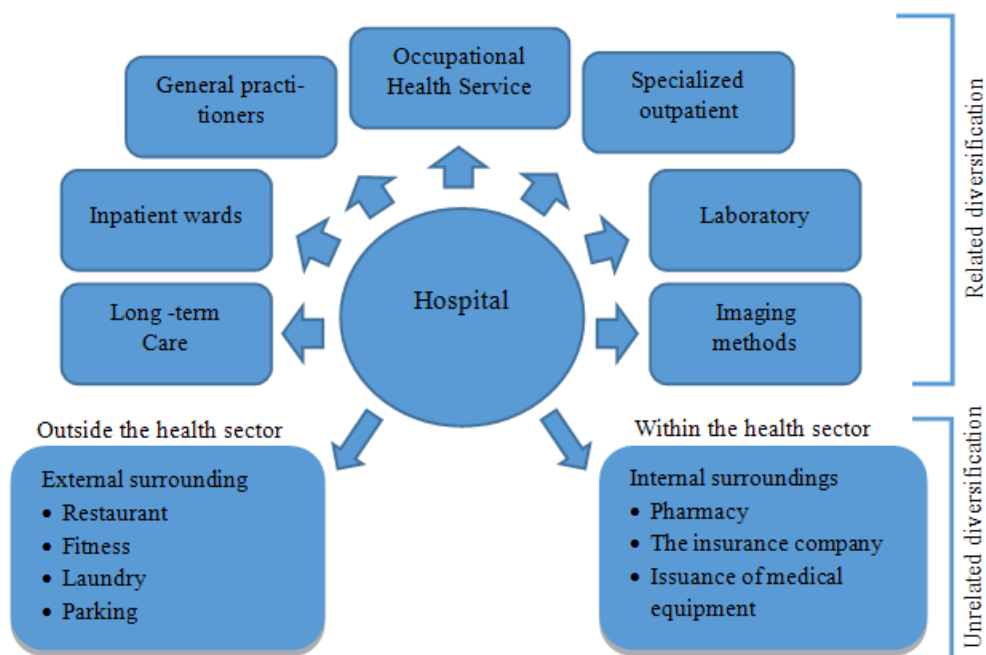 Occupational
Health Service
General practi-
tioners
Specialized
outpatient
Inpatient wards
Laboratory
Hospital
Long -term
Care
Imaging
methods
Related diversification
Outside the health sector
External surrounding
• Restaurant
• Fitness
• Laundry
• Parking
Within the health sector
Internal surroundings
• Pharmacy
• The insurance company
• Issuance of medical
equipment
Unrelated diversification